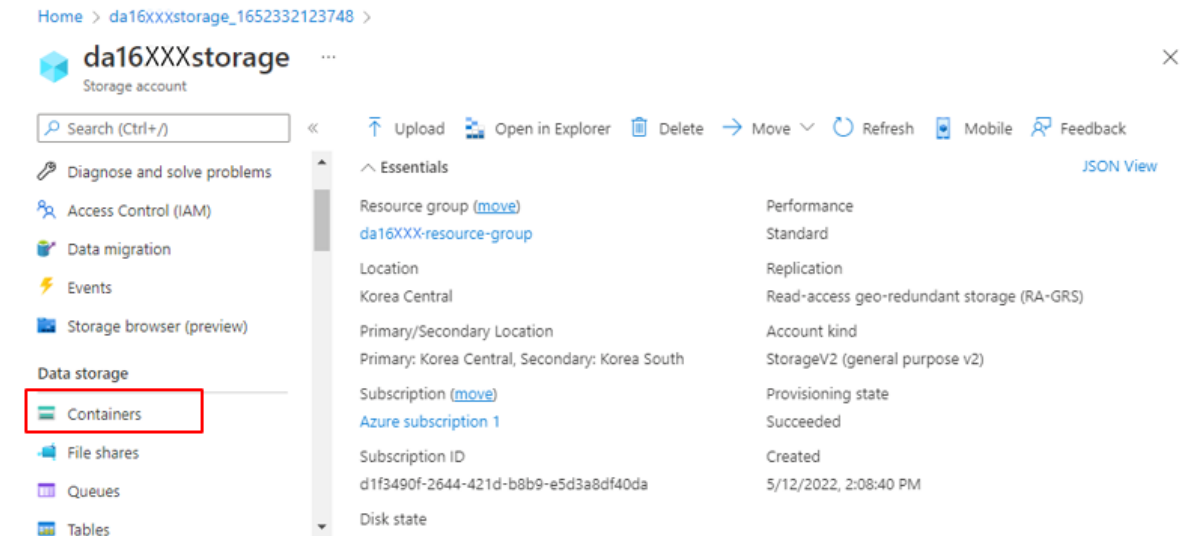 Home > da16xxxstorage_1652332123748 >
da16XXXstorage ...
Storage account
Search (Ctrl+/) «
Upload Open in Explorer Delete Move Refresh Mobile Feedback
Diagnose and solve problems
Access Control (IAM)
Data migration
Events
Storage browser (preview)
Data storage
Containers
File shares
Queues
Tables
Essentials JSON View
Resource group (move)
da16XXX-resource-group
Location
Korea Central
Primary/Secondary Location
Primary: Korea Central, Secondary: Korea South
Subscription (move)
Azure subscription 1
Subscription ID
d1f3490f-2644-421d-b8b9-e5d3a8df40da
Disk state
Performance
Standard
Replication
Read-access geo-redundant storage (RA-GRS)
Account kind
StorageV2 (general purpose v2)
Provisioning state
Succeeded
Created
5/12/2022, 2:08:40 PM